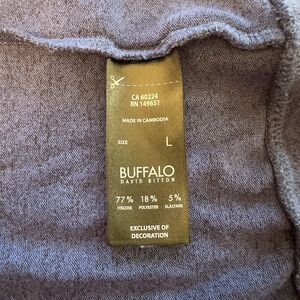 CA 60224
RN 149651
MADE IN CAMBODIA
SIZE L
BUFFALO
DAVID BITTON
77% 18% 5%
VISCOSE POLYESTER ELASTANE
EXCLUSIVE OF
DECORATION